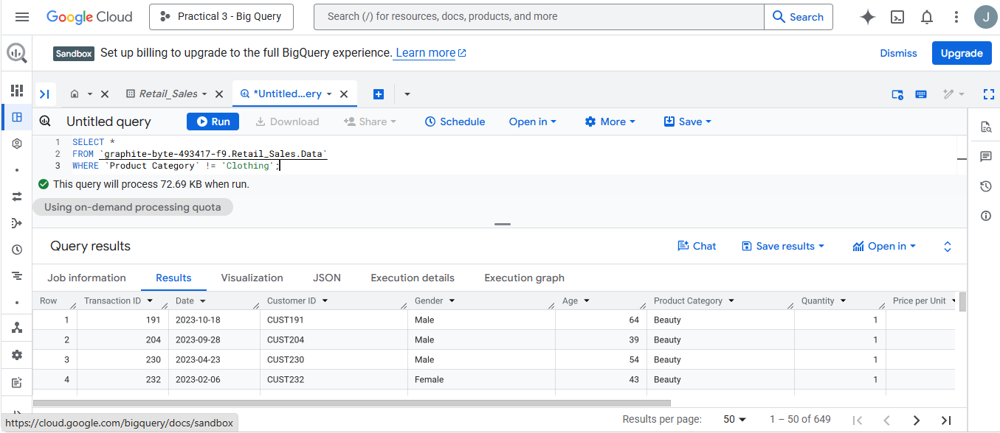 Google Cloud Practical 3 - Big Query Search (/) for resources, docs, products, and more Search J
Sandbox Set up billing to upgrade to the full BigQuery experience. Learn more Dismiss Upgrade
Retail_Sales *Untitled...ery
Untitled query Run Download Share Schedule Open in More Save
1 SELECT *
2 FROM `graphite-byte-493417-f9.Retail_Sales.Data`
3 WHERE `Product Category` != 'Clothing';
This query will process 72.69 KB when run.
Using on-demand processing quota
Query results Chat Save results Open in
Job information Results Visualization JSON Execution details Execution graph
Row Transaction ID Date Customer ID Gender Age Product Category Quantity Price per Unit
1 191 2023-10-18 CUST191 Male 64 Beauty 1
2 204 2023-09-28 CUST204 Male 39 Beauty 1
3 230 2023-04-23 CUST230 Male 54 Beauty 1
4 232 2023-02-06 CUST232 Female 43 Beauty 1
https://cloud.google.com/bigquery/docs/sandbox
Results per page: 50 1 – 50 of 649